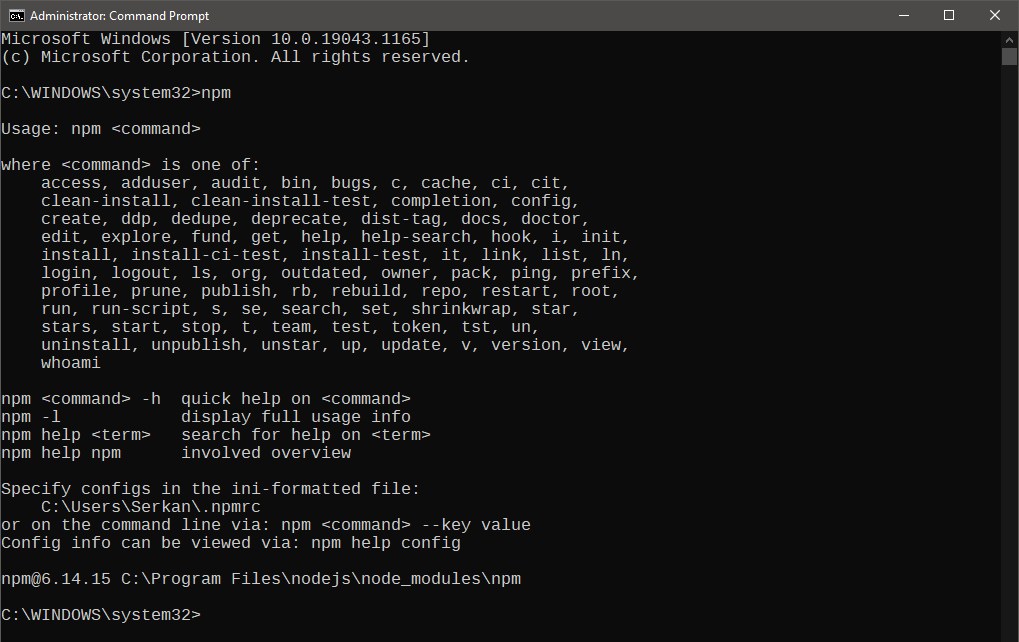 Administrator: Command Prompt
Microsoft Windows [Version 10.0.19043.1165]
(c) Microsoft Corporation. All rights reserved.
C:\WINDOWS\system32>npm
Usage: npm <command>
where <command> is one of:
    access, adduser, audit, bin, bugs, c, cache, ci, cit,
    clean-install, clean-install-test, completion, config,
    create, ddp, dedupe, deprecate, dist-tag, docs, doctor,
    edit, explore, fund, get, help, help-search, hook, i, init,
    install, install-ci-test, install-test, it, link, list, ln,
    login, logout, ls, org, outdated, owner, pack, ping, prefix,
    profile, prune, publish, rb, rebuild, repo, restart, root,
    run, run-script, s, se, search, set, shrinkwrap, star,
    stars, start, stop, t, team, test, token, tst, un,
    uninstall, unpublish, unstar, up, update, v, version, view,
    whoami
npm <command> -h  quick help on <command>
npm -l            display full usage info
npm help <term>   search for help on <term>
npm help npm      involved overview
Specify configs in the ini-formatted file:
    C:\Users\Serkan\.npmrc
or on the command line via: npm <command> --key value
Config info can be viewed via: npm help config
npm@6.14.15 C:\Program Files\nodejs\node_modules\npm
C:\WINDOWS\system32>